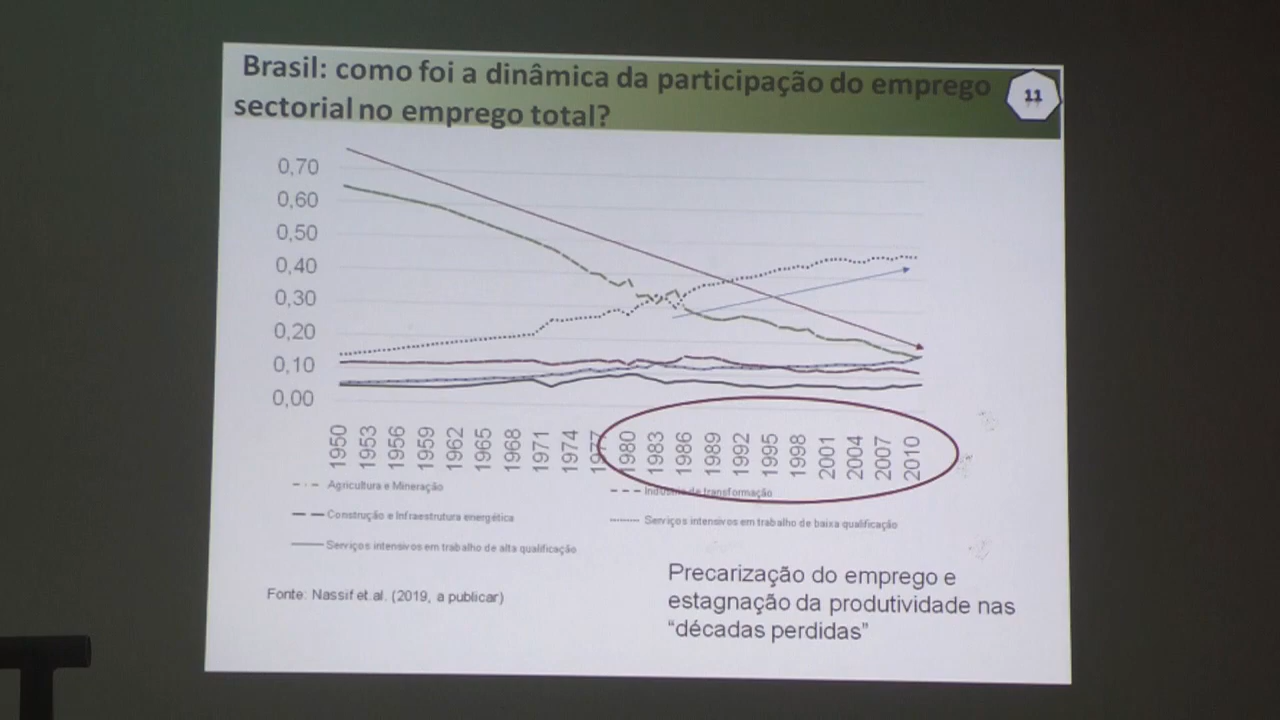 Brasil: como foi a dinâmica da participação do emprego
sectorial no emprego total?
11
0,70
0,60
0,50
0,40
0,30
0,20
0,10
0,00
1950 1953 1956 1959 1962 1965 1968 1971 1974 1977 1980 1983 1986 1989 1992 1995 1998 2001 2004 2007 2010
Agricultura e Mineração
Indústria de transformação
Construção e Infraestrutura energética
Serviços intensivos em trabalho de baixa qualificação
Serviços intensivos em trabalho de alta qualificação
Fonte: Nassif et.al. (2019, a publicar)
Precarização do emprego e
estagnação da produtividade nas
“décadas perdidas”